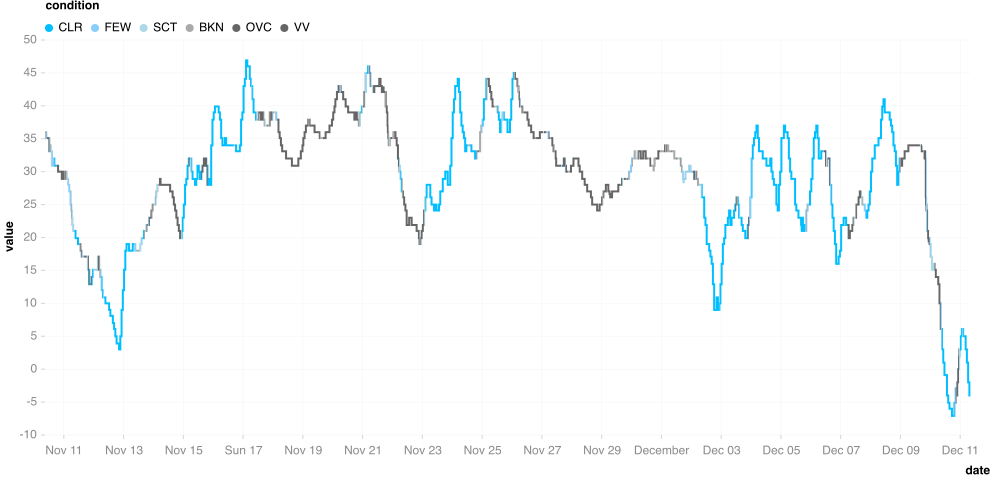 condition
CLR FEW SCT BKN OVC VV
50
45
40
35
30
25
20
15
10
5
0
-5
-10
value
Nov 11 Nov 13 Nov 15 Sun 17 Nov 19 Nov 21 Nov 23 Nov 25 Nov 27 Nov 29 December Dec 03 Dec 05 Dec 07 Dec 09 Dec 11
date